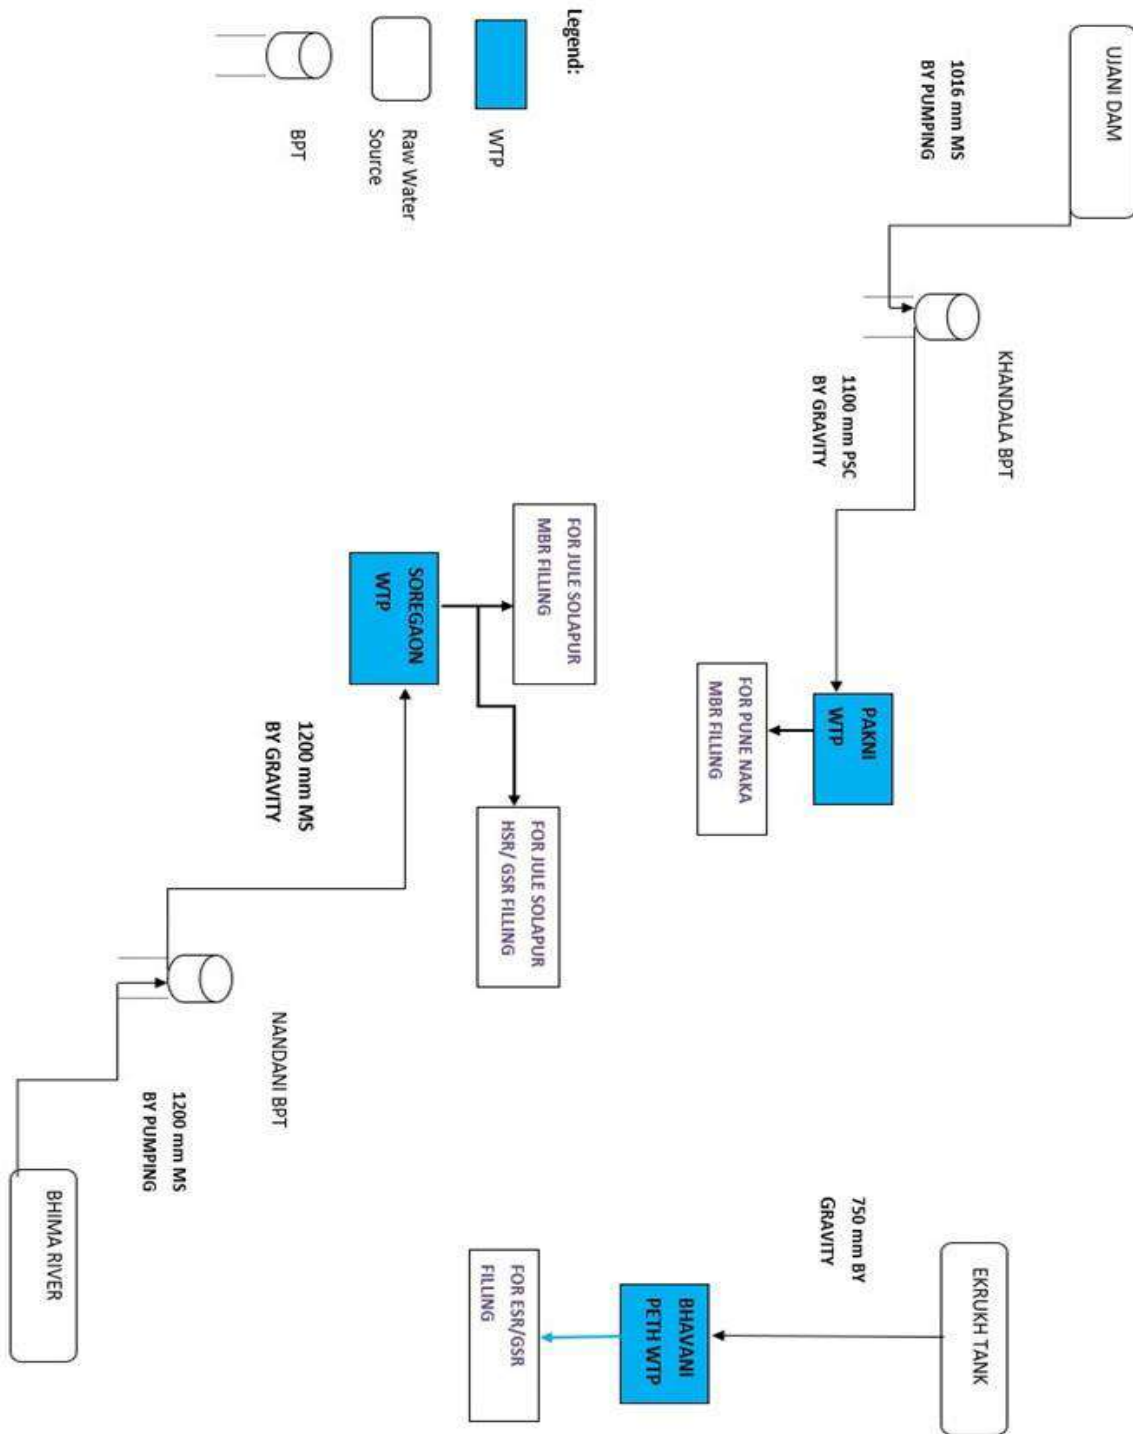 UJANI DAM
1016 mm MS
BY PUMPING
KHANDALA BPT
1100 mm PSC
BY GRAVITY
PAKNI
WTP
FOR PUNE NAKA
MBR FILLING
EKRUKH TANK
750 mm BY
GRAVITY
BHAVANI
PETH WTP
FOR ESR/GSR
FILLING
FOR JULE SOLAPUR
MBR FILLING
FOR JULE SOLAPUR
HSR/ GSR FILLING
SOREGAON
WTP
1200 mm MS
BY GRAVITY
NANDANI BPT
1200 mm MS
BY PUMPING
BHIMA RIVER
Legend:
WTP
Raw Water
Source
BPT